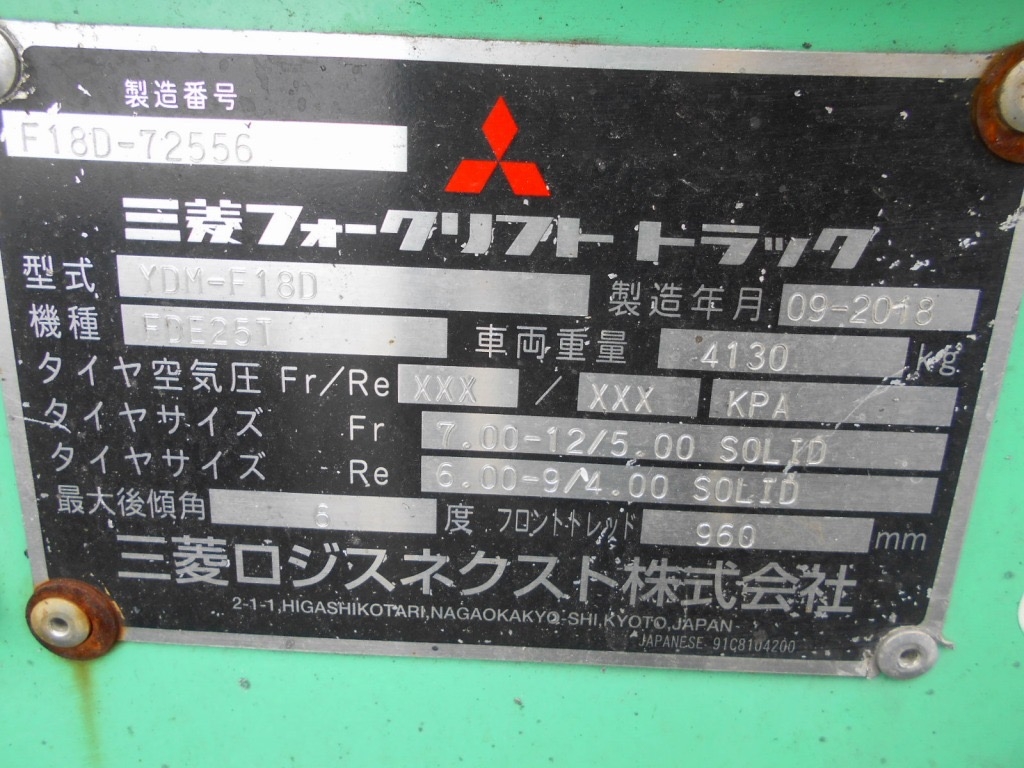 製造番号
F18D-72556
三菱フォークリフト トラック
型式 YDM-F18D 製造年月 09-2018
機種 FDE25T 車両重量 4130 kg
タイヤ空気圧 Fr/Re XXX / XXX KPA
タイヤサイズ Fr 7.00-12/5.00 SOLID
タイヤサイズ Re 6.00-9/4.00 SOLID
最大後傾角 6 度 フロントトレッド 960 mm
三菱ロジスネクスト株式会社
2-1-1,HIGASHIKOTARI,NAGAOKAKYO-SHI,KYOTO,JAPAN
JAPANESE 91C8104200